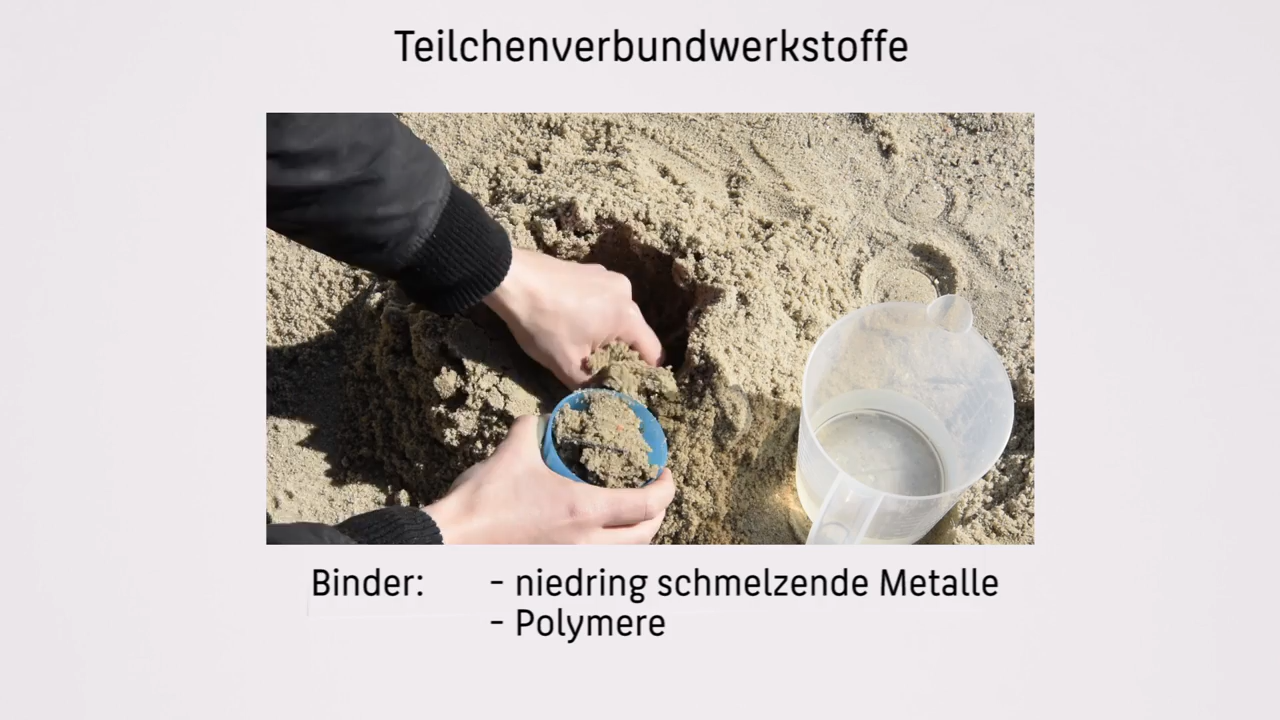 Teilchenverbundwerkstoffe
Binder: - niedring schmelzende Metalle
- Polymere